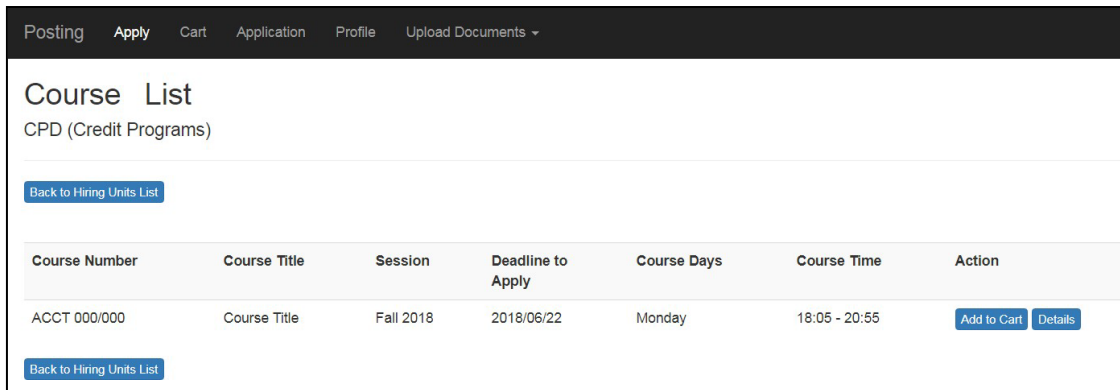 Posting Apply Cart Application Profile Upload Documents
Course List
CPD (Credit Programs)
Back to Hiring Units List
Course Number Course Title Session Deadline to Apply Course Days Course Time Action
ACCT 000/000 Course Title Fall 2018 2018/06/22 Monday 18:05 - 20:55 Add to Cart Details
Back to Hiring Units List